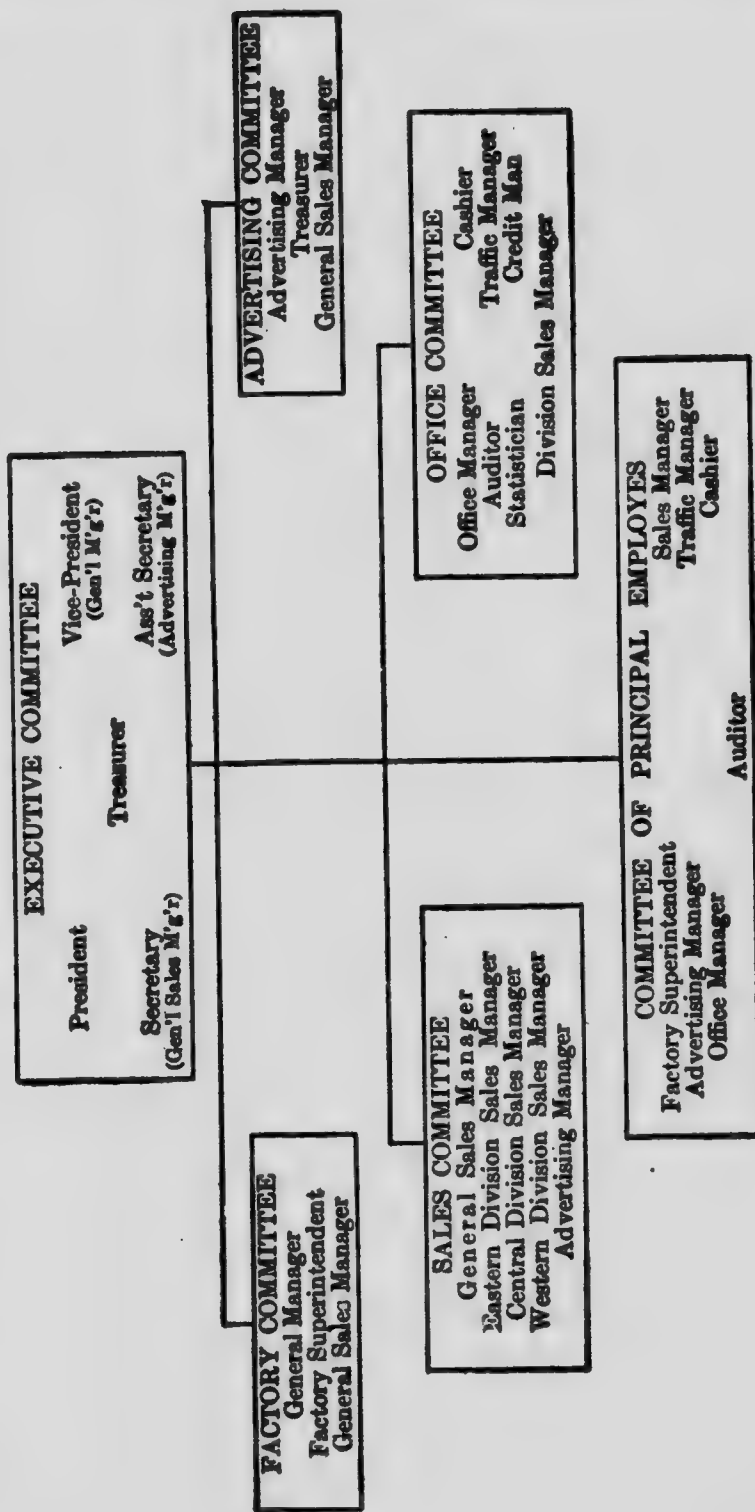 EXECUTIVE COMMITTEE
President
Vice-President
(Gen'l M'g'r)
Treasurer
Secretary
(Gen'l Sales M'g'r)
Ass't Secretary
(Advertising M'g'r)
FACTORY COMMITTEE
General Manager
Factory Superintendent
General Sales Manager
ADVERTISING COMMITTEE
Advertising Manager
Treasurer
General Sales Manager
SALES COMMITTEE
General Sales Manager
Eastern Division Sales Manager
Central Division Sales Manager
Western Division Sales Manager
Advertising Manager
OFFICE COMMITTEE
Office Manager
Cashier
Auditor
Traffic Manager
Statistician
Credit Man
Division Sales Manager
COMMITTEE OF PRINCIPAL EMPLOYES
Factory Superintendent
Sales Manager
Advertising Manager
Traffic Manager
Office Manager
Cashier
Auditor